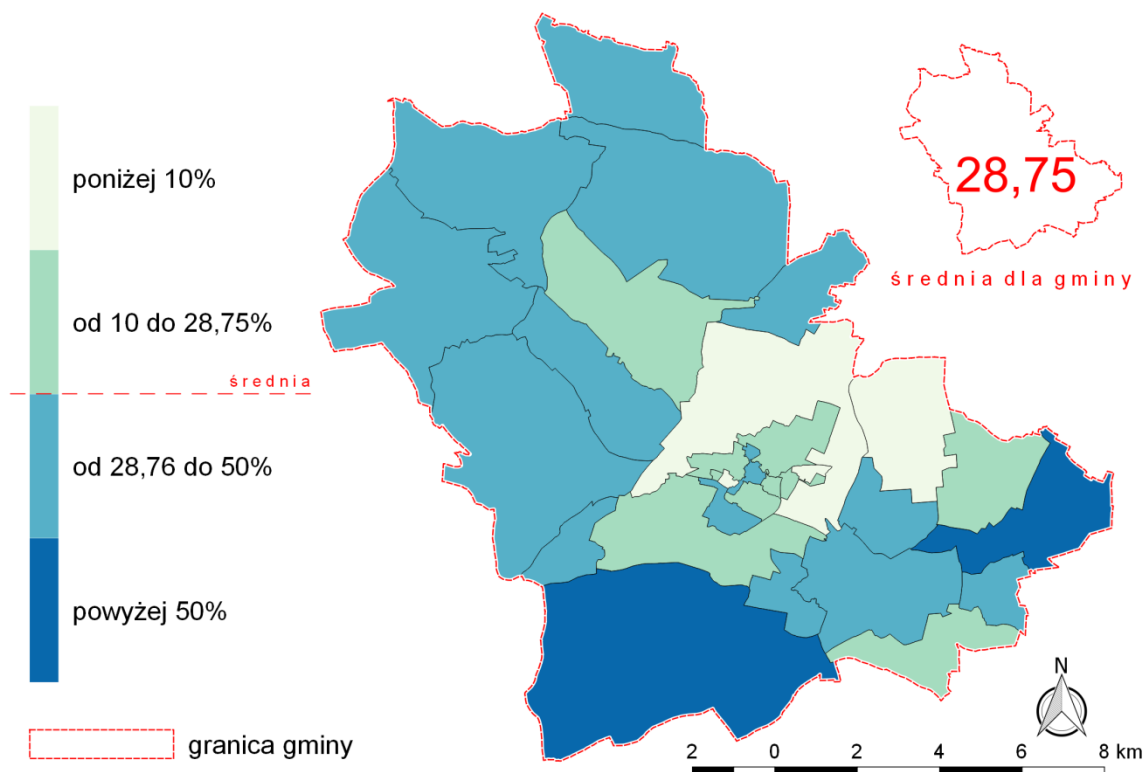 28,75
średnia dla gminy
poniżej 10%
od 10 do 28,75%
średnia
od 28,76 do 50%
powyżej 50%
granica gminy
N
2 0 2 4 6 8 km